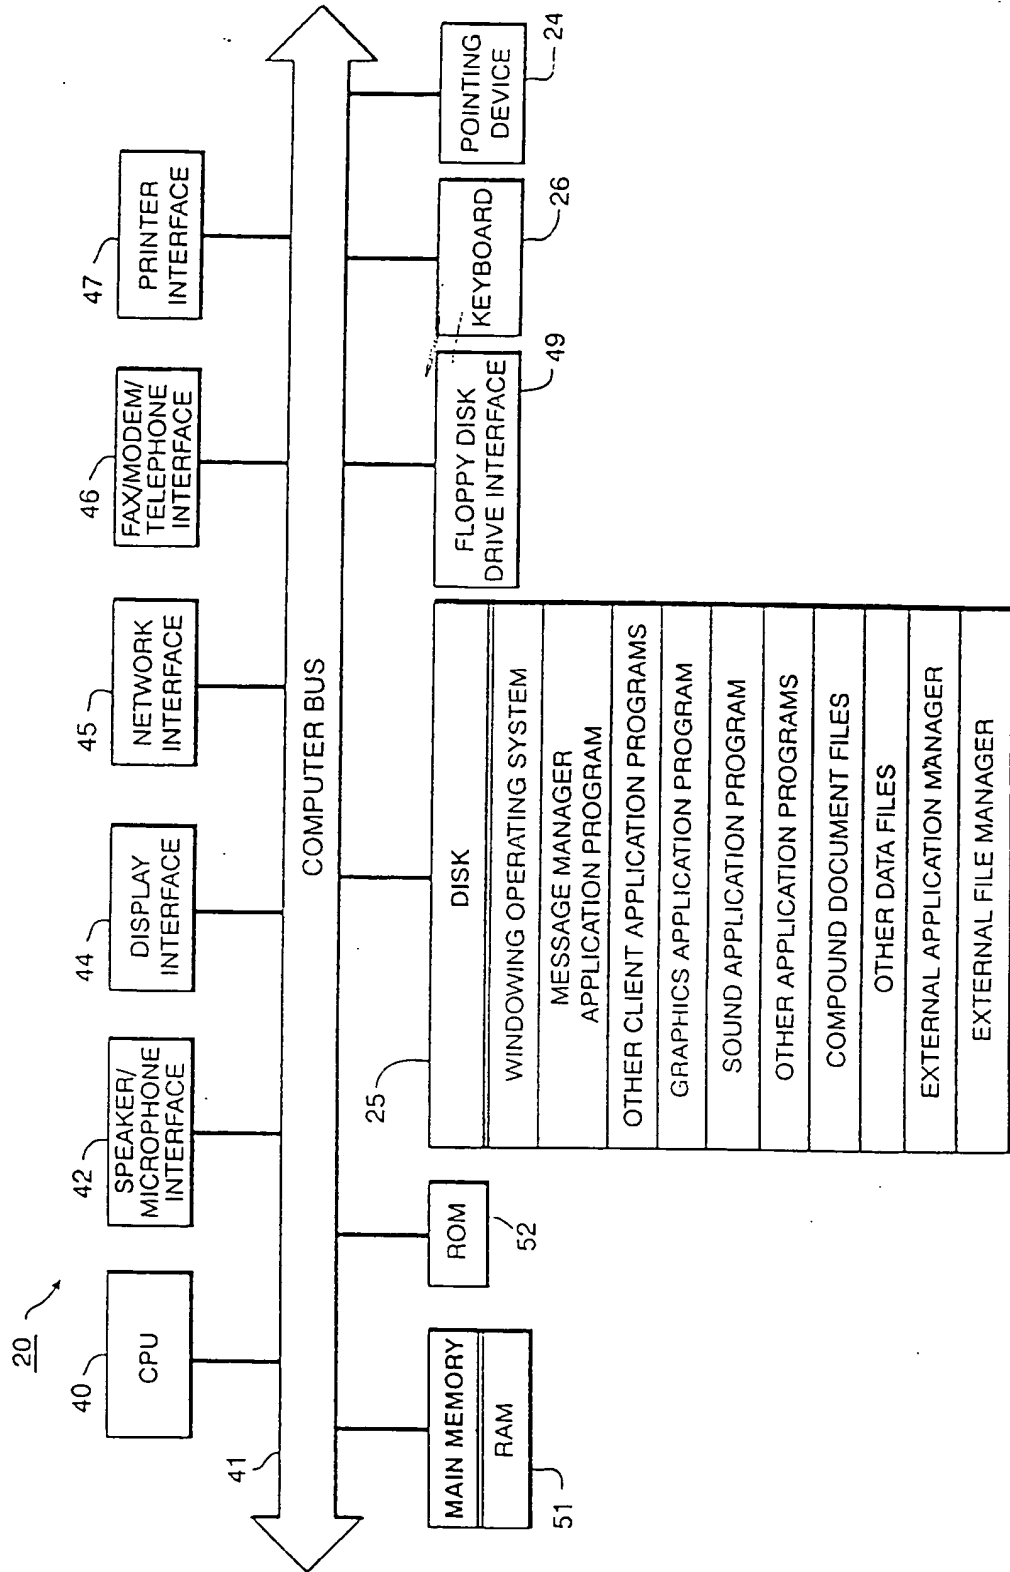 20
40
CPU
42
SPEAKER/
MICROPHONE
INTERFACE
44
DISPLAY
INTERFACE
45
NETWORK
INTERFACE
46
FAX/MODEM/
TELEPHONE
INTERFACE
47
PRINTER
INTERFACE
41
COMPUTER BUS
MAIN MEMORY
RAM
51
ROM
52
25
DISK
WINDOWING OPERATING SYSTEM
MESSAGE MANAGER
APPLICATION PROGRAM
OTHER CLIENT APPLICATION PROGRAMS
GRAPHICS APPLICATION PROGRAM
SOUND APPLICATION PROGRAM
OTHER APPLICATION PROGRAMS
COMPOUND DOCUMENT FILES
OTHER DATA FILES
EXTERNAL APPLICATION MANAGER
EXTERNAL FILE MANAGER
FLOPPY DISK
DRIVE INTERFACE
49
KEYBOARD
26
POINTING
DEVICE
24